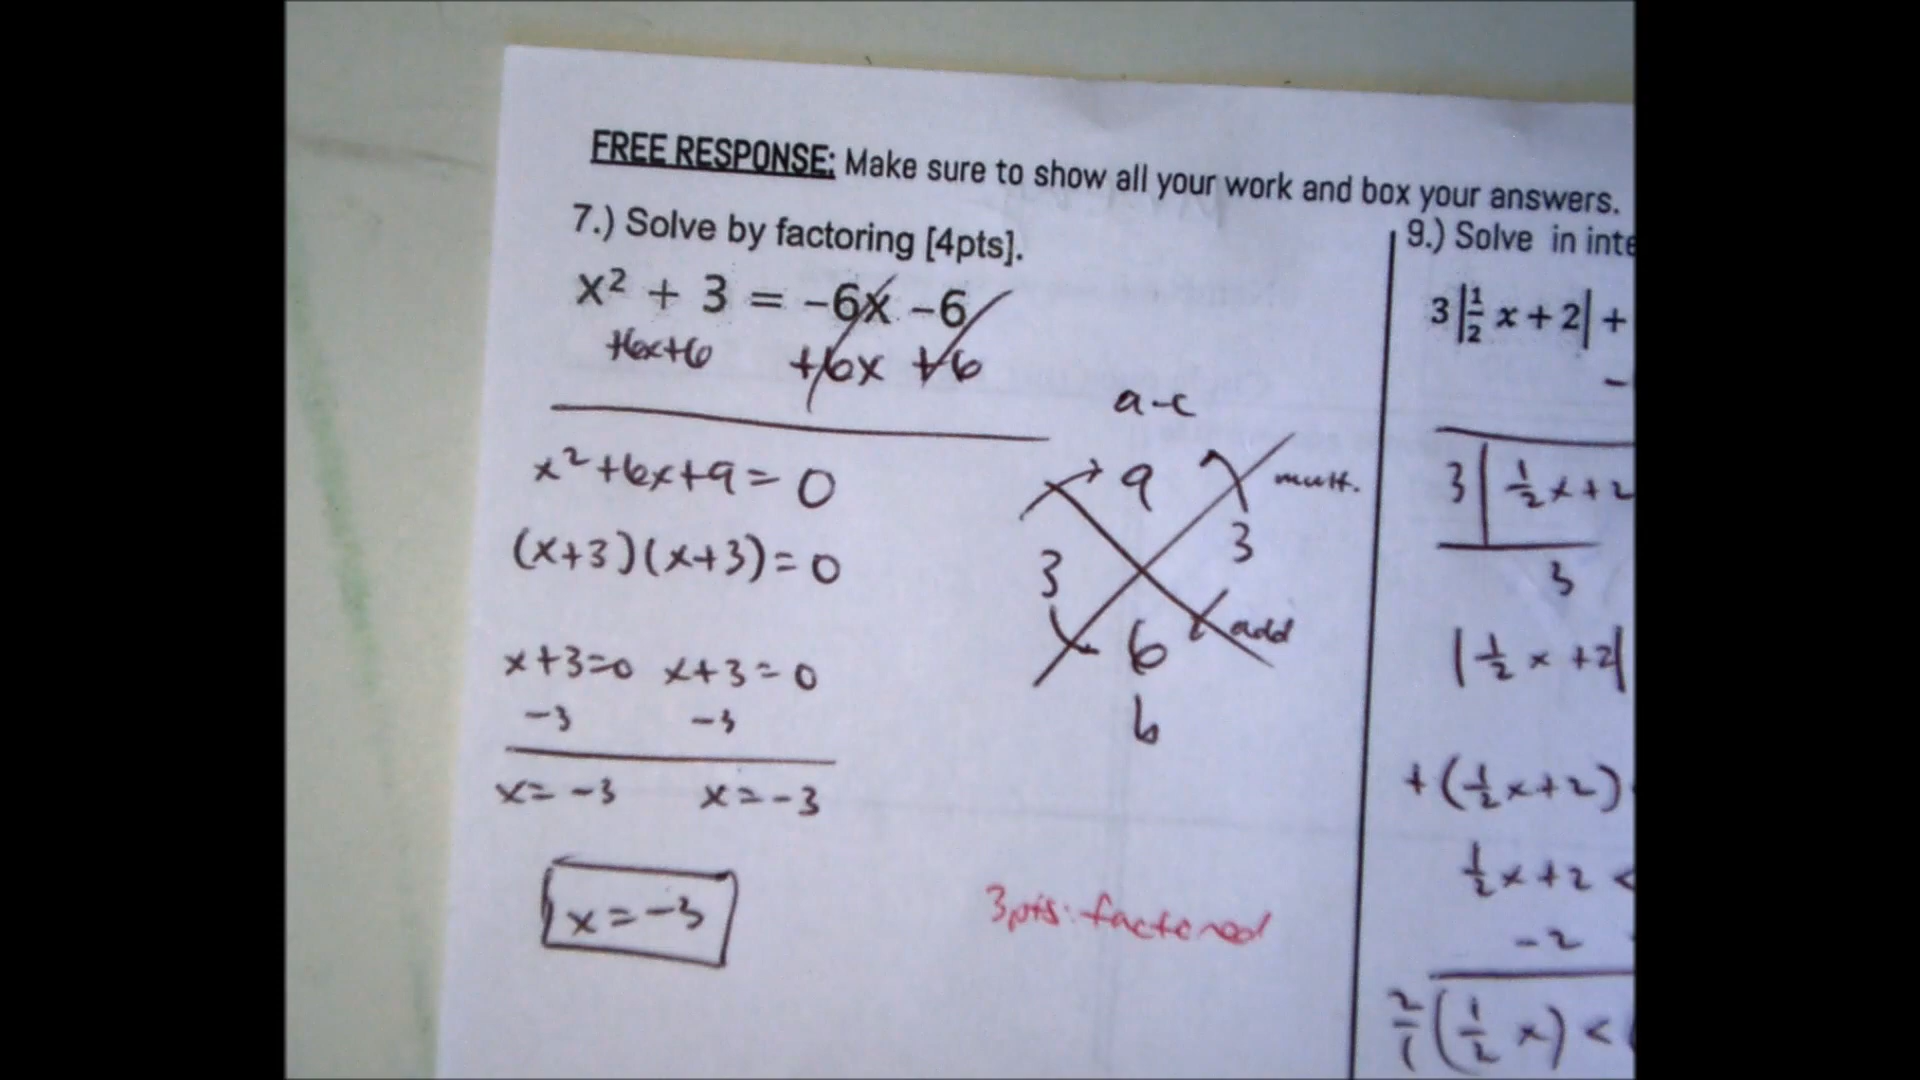 FREE RESPONSE: Make sure to show all your work and box your answers.
7.) Solve by factoring [4pts].
x² + 3 = -6x -6
+6x+6 +6x +6
x²+6x+9=0
(x+3)(x+3)=0
x+3=0 x+3=0
-3 -3
x=-3 x=-3
x=-3
a-c
9 mult.
3 3
6 add
b
3pts: factored
9.) Solve in inte
3|½ x + 2| +
-
3|½x+2
3
|½x +2|
+(½x+2)
½x+2 <
-2
2/1(½x) <